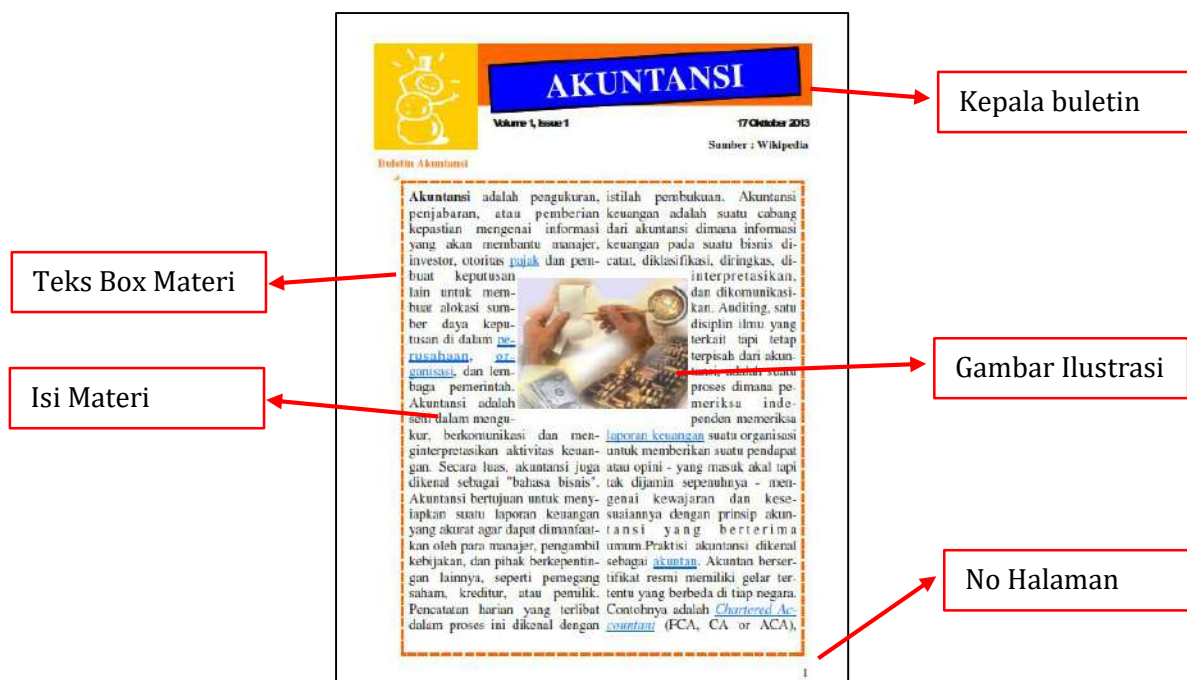 AKUNTANSI
Volume 1, Issue 1
17 Oktober 2013
Sumber : Wikipedia
Buletin Akuntansi
Kepala buletin
Teks Box Materi
Isi Materi
Gambar Ilustrasi
No Halaman
Akuntansi adalah pengukuran,
penjabaran, atau pemberian
kepastian mengenai informasi
yang akan membantu manajer,
investor, otoritas pajak dan pem-
buat keputusan
lain untuk mem-
buat alokasi sum-
ber daya kepu-
tusan di dalam pe-
rusahaan, or-
ganisasi, dan lem-
baga pemerintah.
Akuntansi adalah
seni dalam mengu-
kur, berkomunikasi dan men-
ginterpretasikan aktivitas keuan-
gan. Secara luas, akuntansi juga
dikenal sebagai "bahasa bisnis".
Akuntansi bertujuan untuk meny-
iapkan suatu laporan keuangan
yang akurat agar dapat dimanfaat-
kan oleh para manajer, pengambil
kebijakan, dan pihak berkepentin-
gan lainnya, seperti pemegang
saham, kreditur, atau pemilik.
Pencatatan harian yang terlibat
dalam proses ini dikenal dengan
istilah pembukuan. Akuntansi
keuangan adalah suatu cabang
dari akuntansi dimana informasi
keuangan pada suatu bisnis di-
catat, diklasifikasi, diringkas, di-
interpretasikan,
dan dikomunikasi-
kan. Auditing, satu
disiplin ilmu yang
terkait tapi tetap
terpisah dari akun-
tansi, adalah suatu
proses dimana pe-
meriksa inde-
penden memeriksa
laporan keuangan suatu organisasi
untuk memberikan suatu pendapat
atau opini - yang masuk akal tapi
tak dijamin sepenuhnya - men-
genai kewajaran dan kese-
suaiannya dengan prinsip akun-
tansi yang berterima
umum.Praktisi akuntansi dikenal
sebagai akuntan. Akuntan berser-
tifikat resmi memiliki gelar ter-
tentu yang berbeda di tiap negara.
Contohnya adalah Chartered Ac-
countant (FCA, CA or ACA),
1